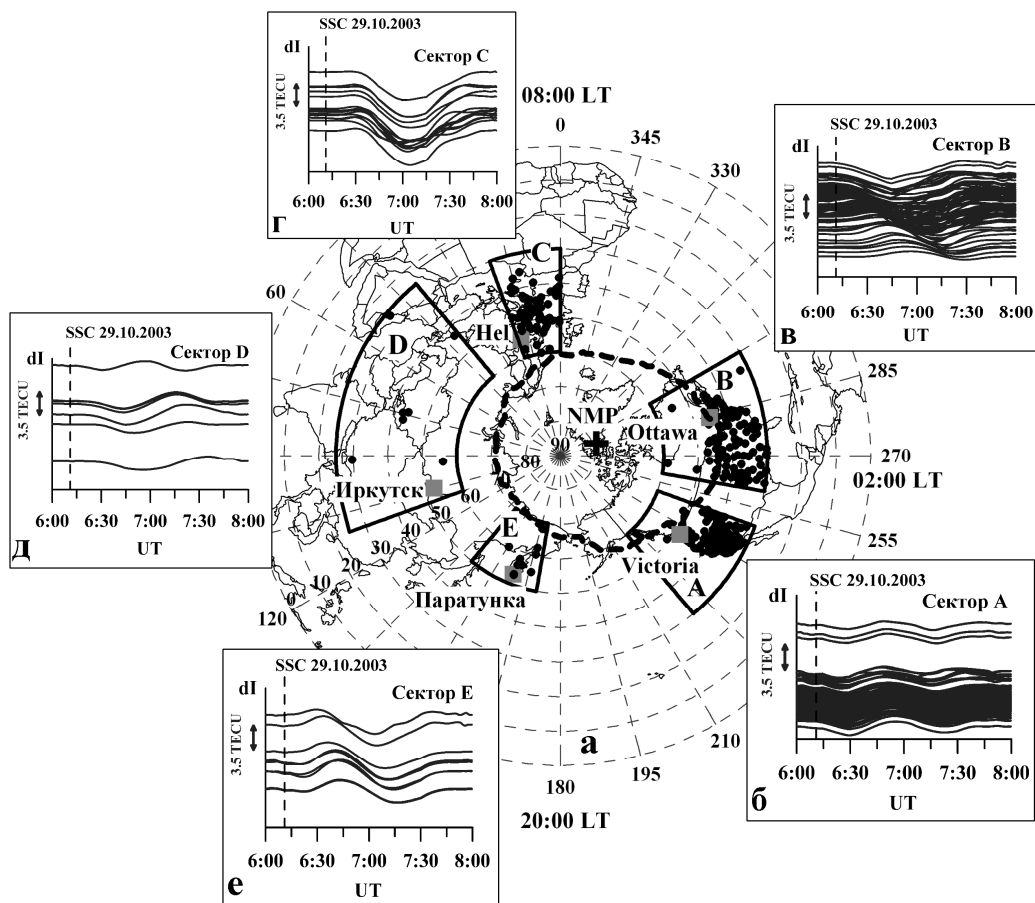 SSC 29.10.2003
dI
Сектор C
3.5 TECU
6:00 6:30 7:00 7:30 8:00
UT
г
08:00 LT
0
345
330
SSC 29.10.2003
dI
Сектор B
3.5 TECU
6:00 6:30 7:00 7:30 8:00
UT
в
60
285
270
02:00 LT
255
SSC 29.10.2003
dI
Сектор D
3.5 TECU
6:00 6:30 7:00 7:30 8:00
UT
д
C
Hel
D
B
NMP
Ottawa
90
80
Иркутск
60
50
40
30
20
10
0
120
E
Паратунка
Victoria
A
SSC 29.10.2003
dI
Сектор E
3.5 TECU
6:00 6:30 7:00 7:30 8:00
UT
е
а
210
195
180
20:00 LT
SSC 29.10.2003
dI
Сектор A
3.5 TECU
6:00 6:30 7:00 7:30 8:00
UT
б